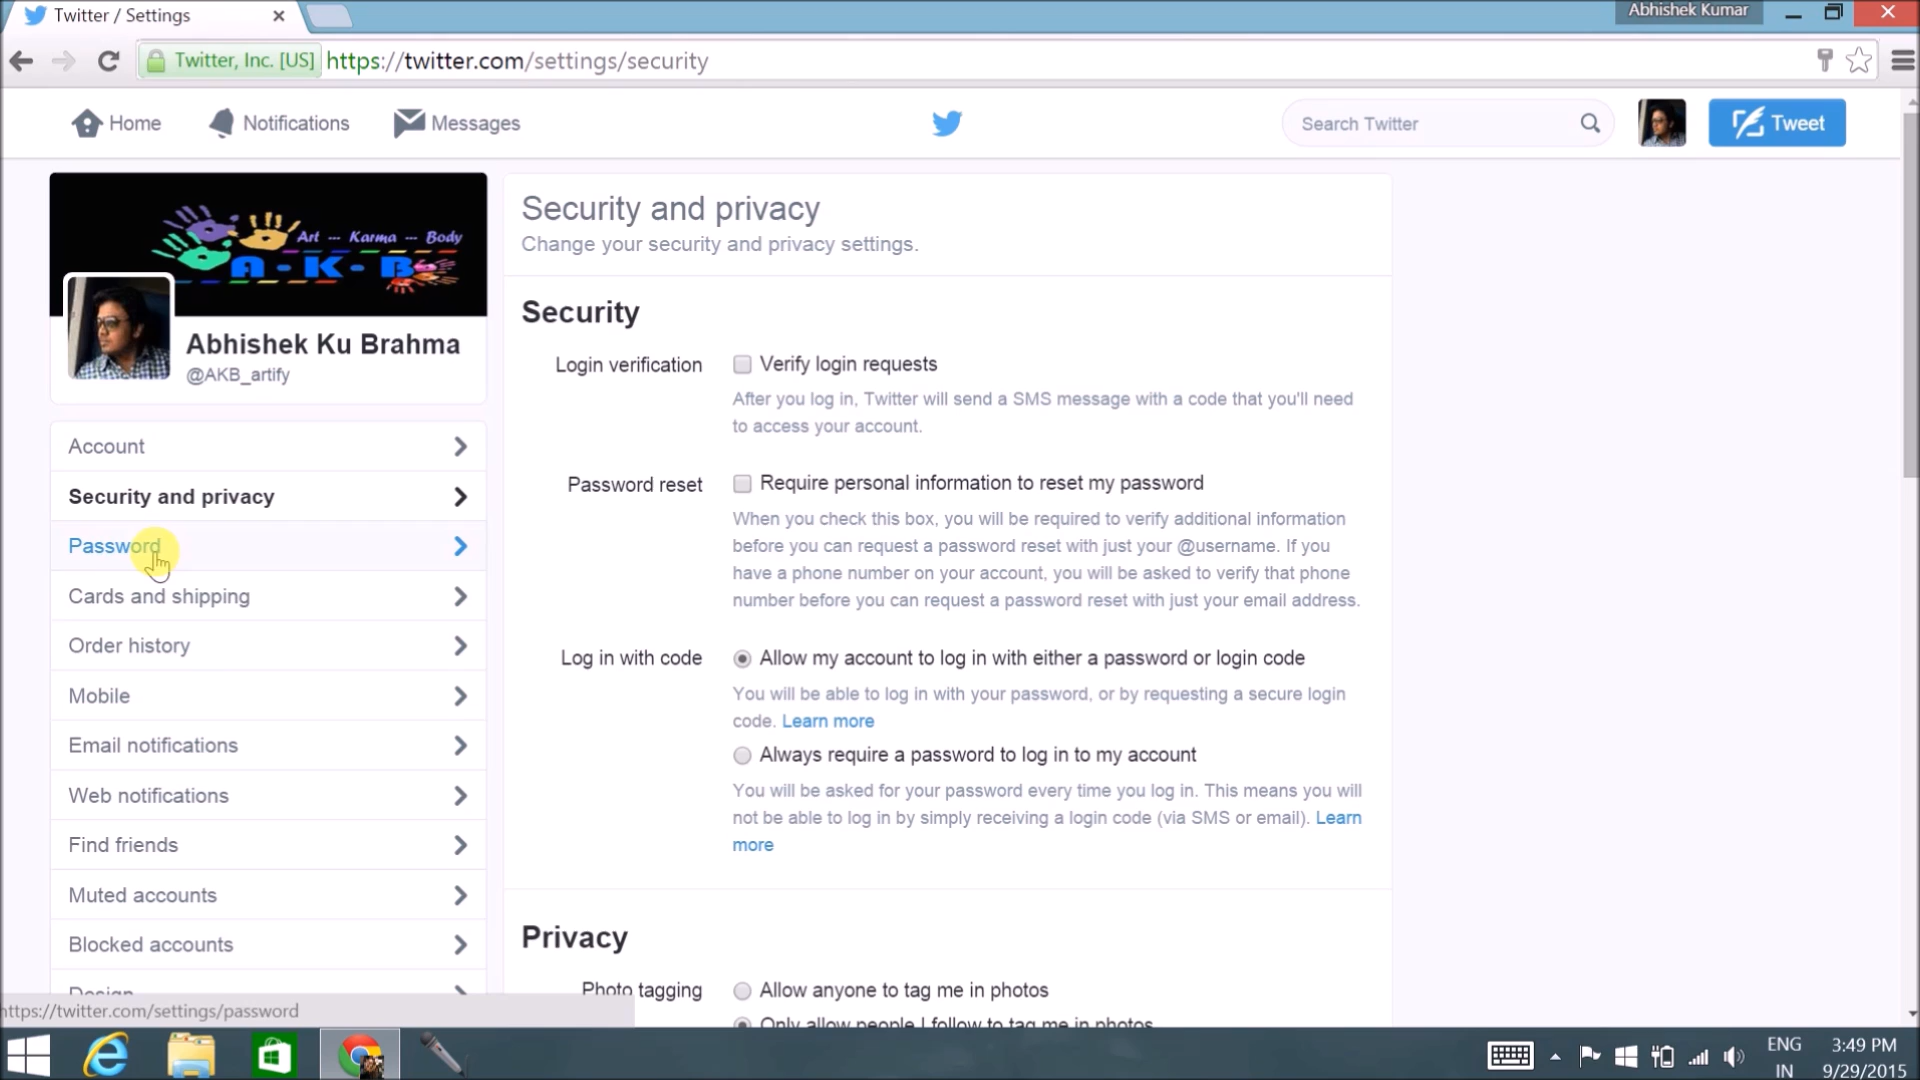 Twitter / Settings
Abhishek Kumar
Twitter, Inc. [US] https://twitter.com/settings/security
Home
Notifications
Messages
Search Twitter
Tweet
Art --- Karma --- Body
A - K - B
Abhishek Ku Brahma
@AKB_artify
Account
Security and privacy
Password
Cards and shipping
Order history
Mobile
Email notifications
Web notifications
Find friends
Muted accounts
Blocked accounts
Design
https://twitter.com/settings/password
Security and privacy
Change your security and privacy settings.
Security
Login verification
Verify login requests
After you log in, Twitter will send a SMS message with a code that you'll need
to access your account.
Password reset
Require personal information to reset my password
When you check this box, you will be required to verify additional information
before you can request a password reset with just your @username. If you
have a phone number on your account, you will be asked to verify that phone
number before you can request a password reset with just your email address.
Log in with code
Allow my account to log in with either a password or login code
You will be able to log in with your password, or by requesting a secure login
code. Learn more
Always require a password to log in to my account
You will be asked for your password every time you log in. This means you will
not be able to log in by simply receiving a login code (via SMS or email). Learn
more
Privacy
Photo tagging
Allow anyone to tag me in photos
Only allow people I follow to tag me in photos
ENG
IN
3:49 PM
9/29/2015